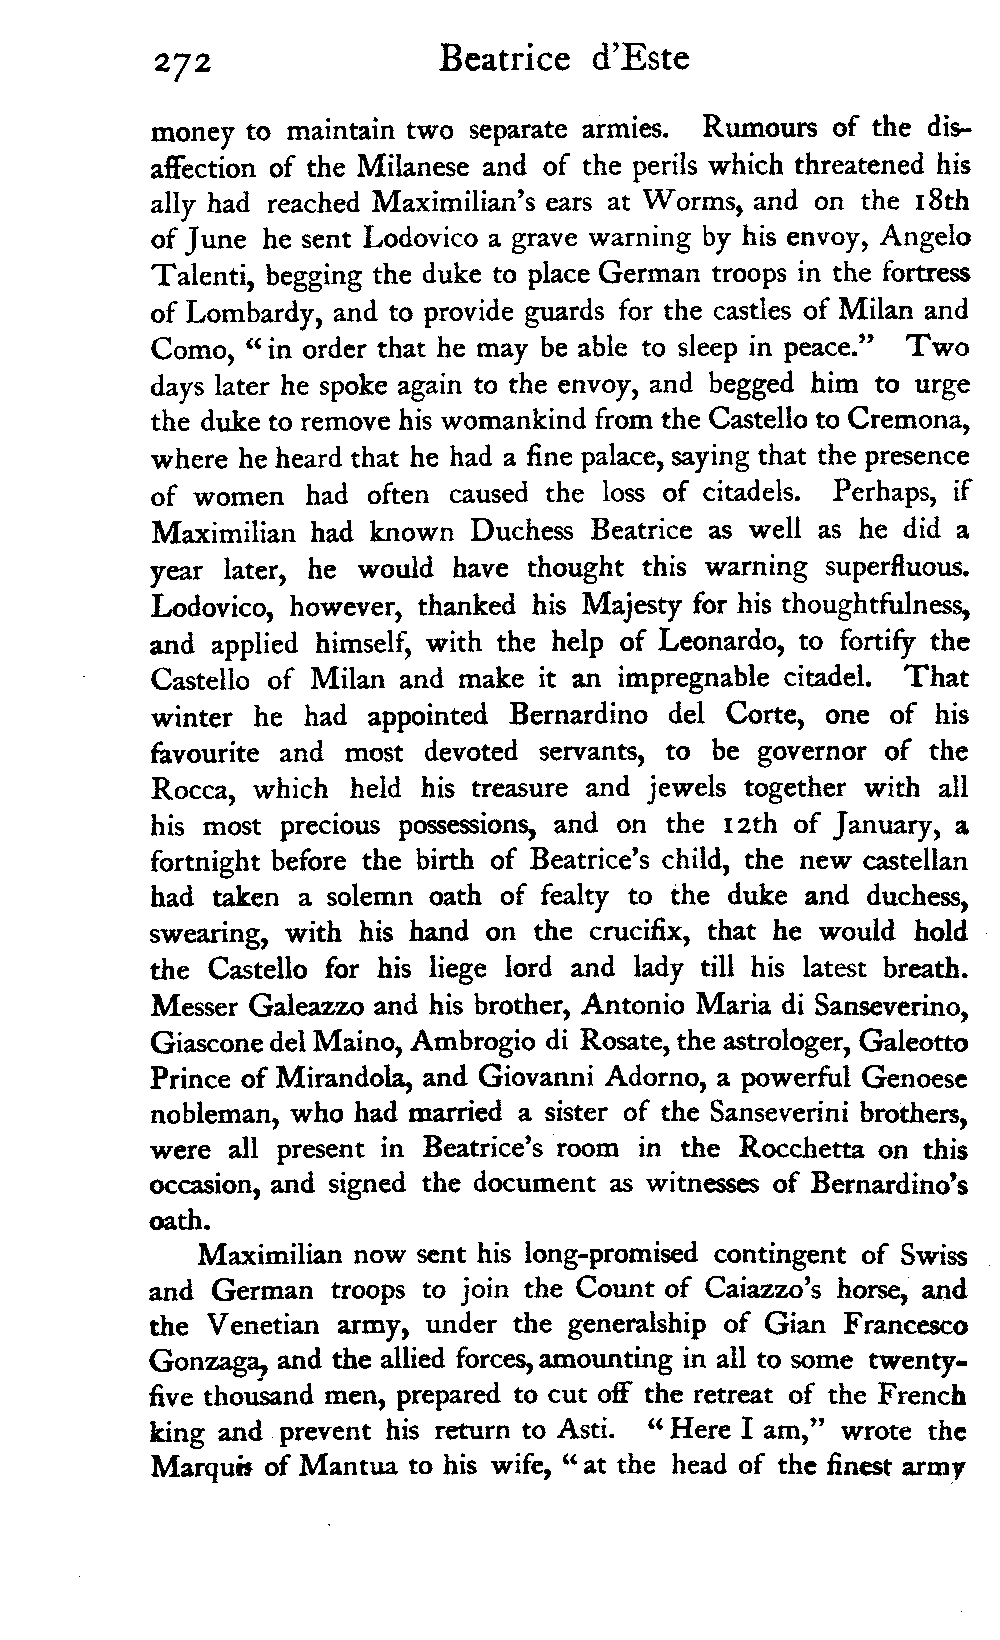 272 Beatrice d'Este
money to maintain two separate armies. Rumours of the dis-
affection of the Milanese and of the perils which threatened his
ally had reached Maximilian's ears at Worms, and on the 18th
of June he sent Lodovico a grave warning by his envoy, Angelo
Talenti, begging the duke to place German troops in the fortress
of Lombardy, and to provide guards for the castles of Milan and
Como, "in order that he may be able to sleep in peace." Two
days later he spoke again to the envoy, and begged him to urge
the duke to remove his womankind from the Castello to Cremona,
where he heard that he had a fine palace, saying that the presence
of women had often caused the loss of citadels. Perhaps, if
Maximilian had known Duchess Beatrice as well as he did a
year later, he would have thought this warning superfluous.
Lodovico, however, thanked his Majesty for his thoughtfulness,
and applied himself, with the help of Leonardo, to fortify the
Castello of Milan and make it an impregnable citadel. That
winter he had appointed Bernardino del Corte, one of his
favourite and most devoted servants, to be governor of the
Rocca, which held his treasure and jewels together with all
his most precious possessions, and on the 12th of January, a
fortnight before the birth of Beatrice's child, the new castellan
had taken a solemn oath of fealty to the duke and duchess,
swearing, with his hand on the crucifix, that he would hold
the Castello for his liege lord and lady till his latest breath.
Messer Galeazzo and his brother, Antonio Maria di Sanseverino,
Giascone del Maino, Ambrogio di Rosate, the astrologer, Galeotto
Prince of Mirandola, and Giovanni Adorno, a powerful Genoese
nobleman, who had married a sister of the Sanseverini brothers,
were all present in Beatrice's room in the Rocchetta on this
occasion, and signed the document as witnesses of Bernardino's
oath.
Maximilian now sent his long-promised contingent of Swiss
and German troops to join the Count of Caiazzo's horse, and
the Venetian army, under the generalship of Gian Francesco
Gonzaga, and the allied forces, amounting in all to some twenty-
five thousand men, prepared to cut off the retreat of the French
king and prevent his return to Asti. "Here I am," wrote the
Marquis of Mantua to his wife, "at the head of the finest army